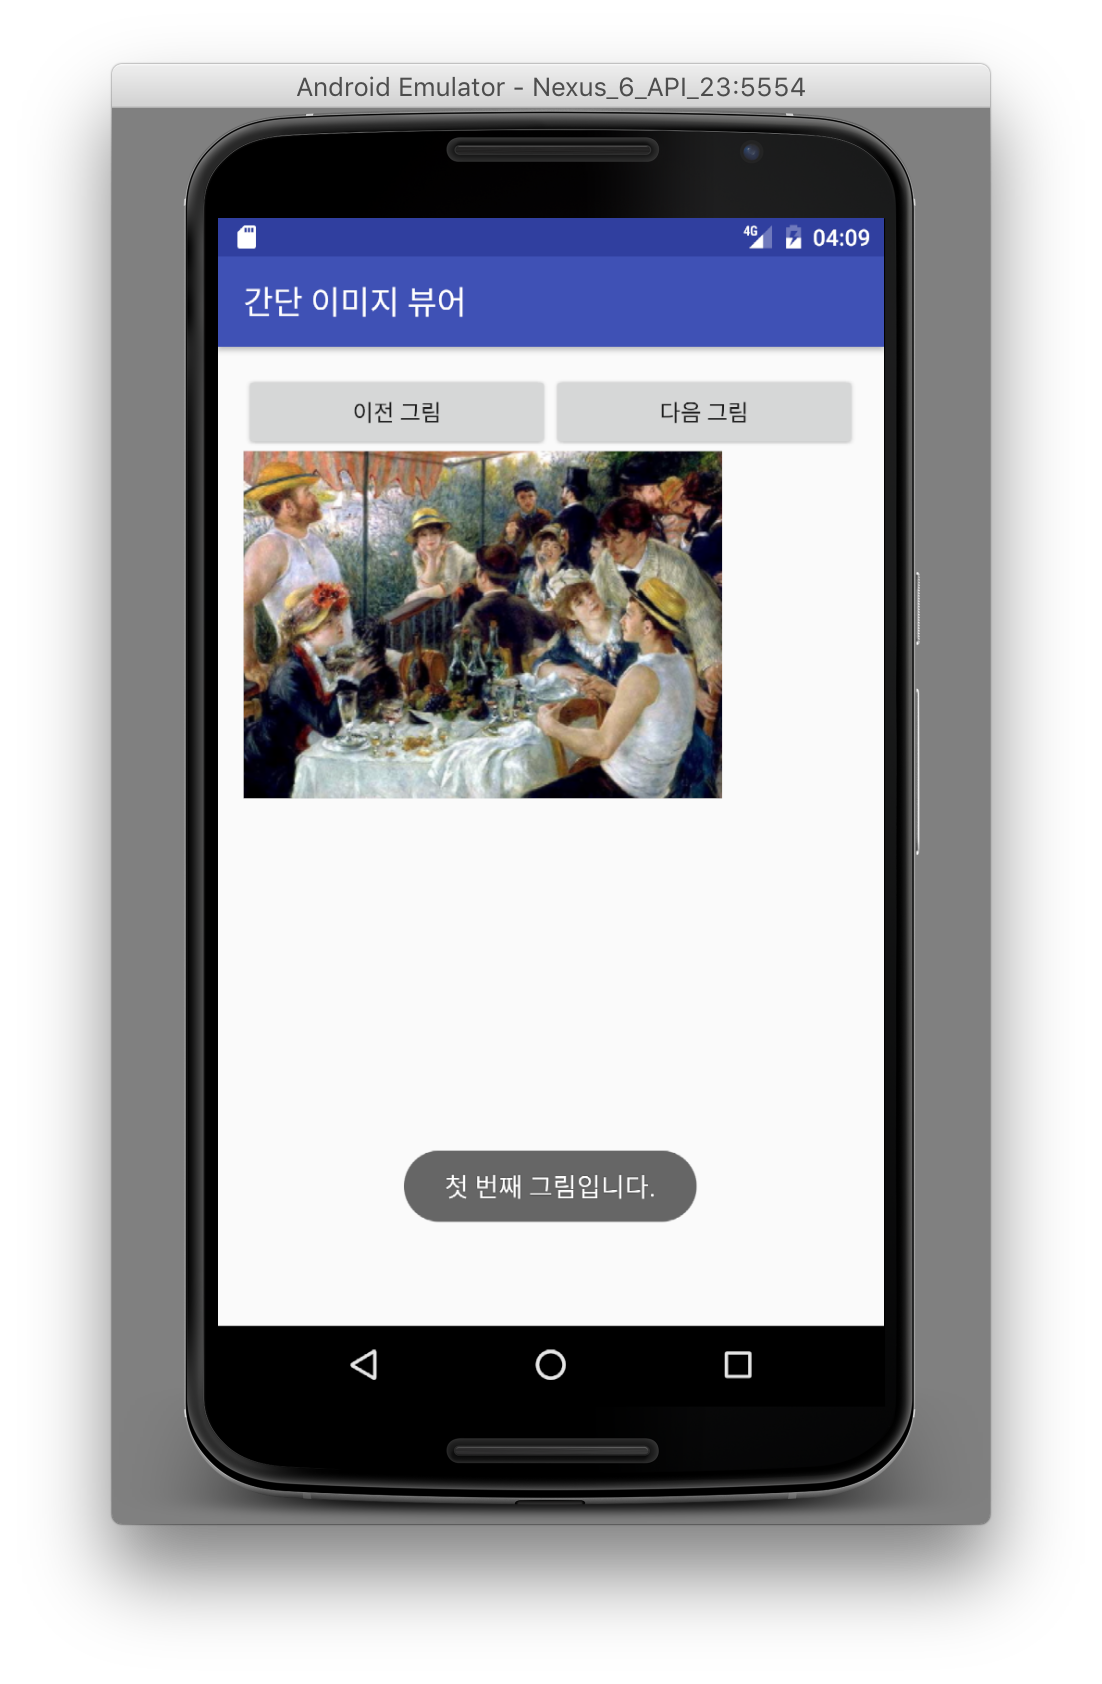 Android Emulator - Nexus_6_API_23:5554
4G 04:09
간단 이미지 뷰어
이전 그림 다음 그림
첫 번째 그림입니다.